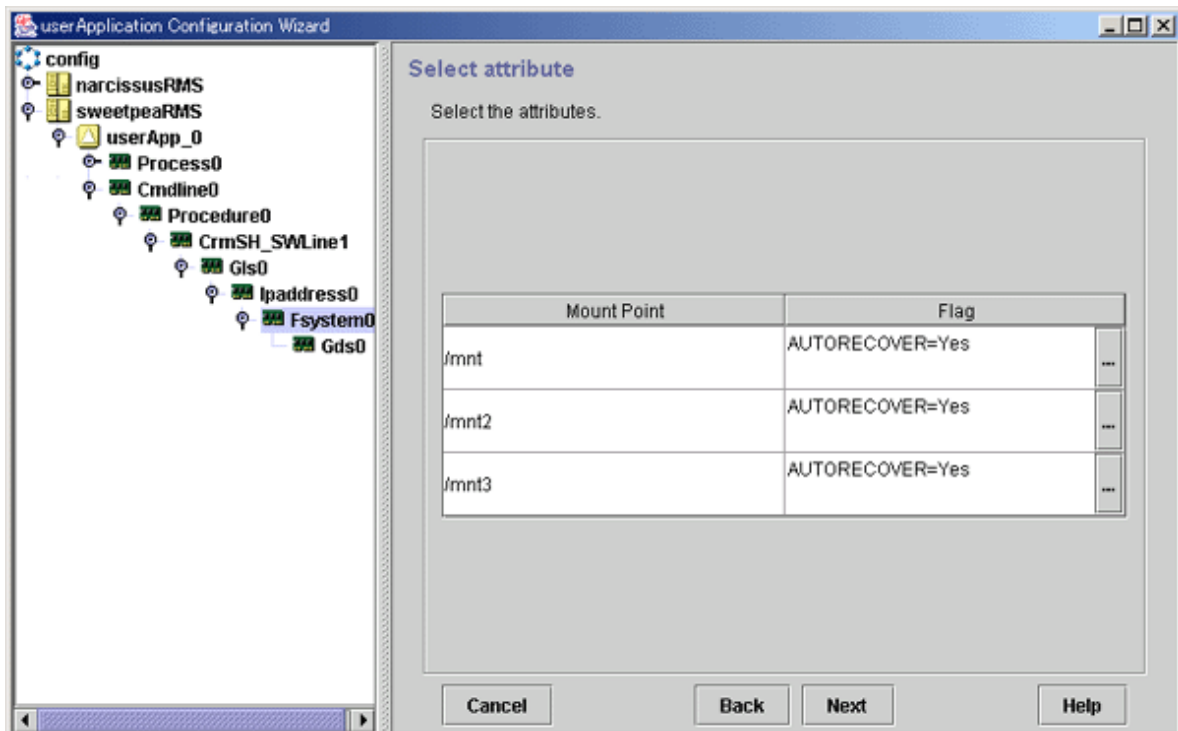 userApplication Configuration Wizard
config
narcissusRMS
sweetpeaRMS
userApp_0
Process0
Cmdline0
Procedure0
CrmSH_SWLine1
Gls0
Ipaddress0
Fsystem0
Gds0
Select attribute
Select the attributes.
Mount Point Flag
/mnt AUTORECOVER=Yes ...
/mnt2 AUTORECOVER=Yes ...
/mnt3 AUTORECOVER=Yes ...
Cancel Back Next Help